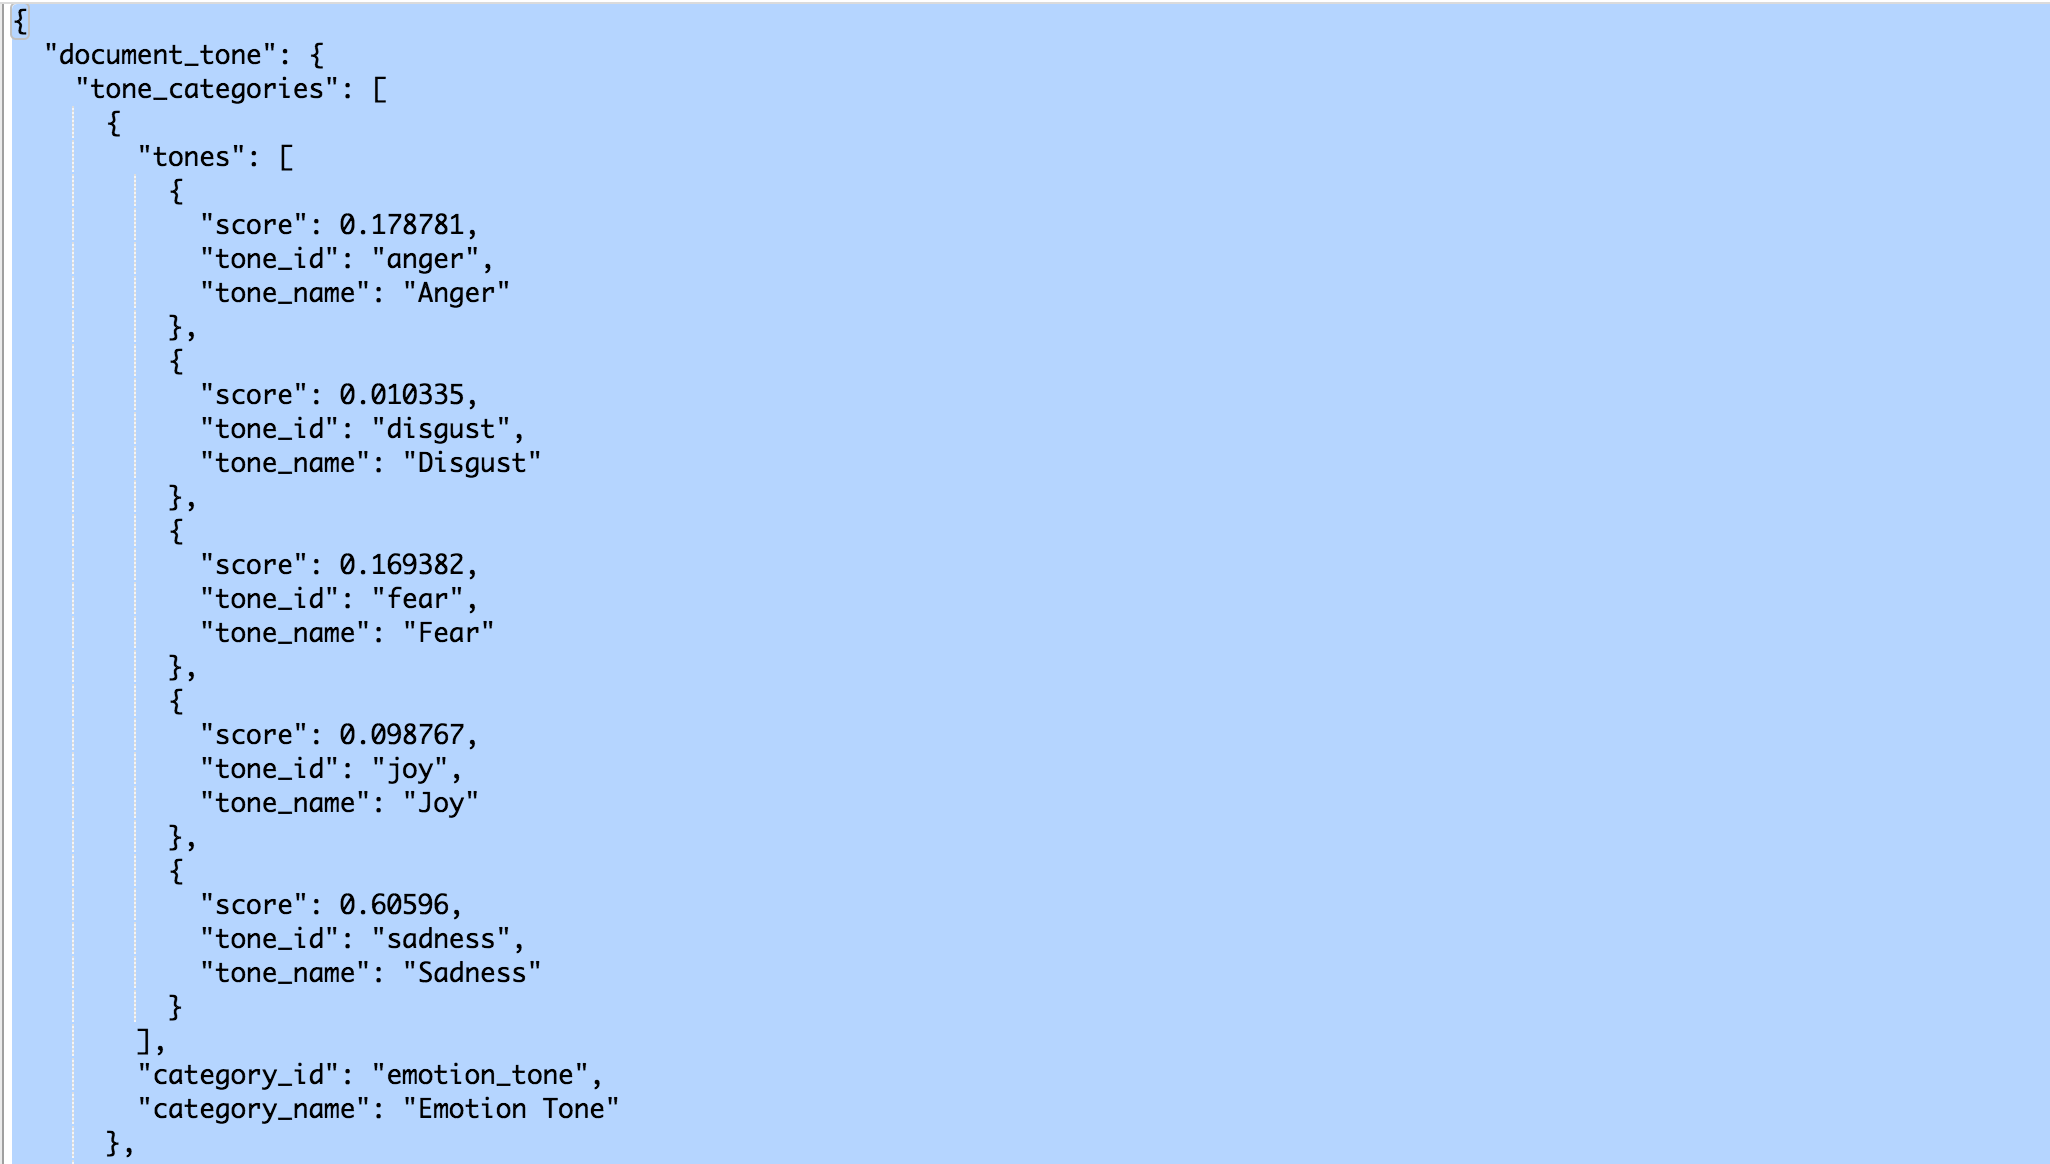 {
  "document_tone": {
    "tone_categories": [
      {
        "tones": [
          {
            "score": 0.178781,
            "tone_id": "anger",
            "tone_name": "Anger"
          },
          {
            "score": 0.010335,
            "tone_id": "disgust",
            "tone_name": "Disgust"
          },
          {
            "score": 0.169382,
            "tone_id": "fear",
            "tone_name": "Fear"
          },
          {
            "score": 0.098767,
            "tone_id": "joy",
            "tone_name": "Joy"
          },
          {
            "score": 0.60596,
            "tone_id": "sadness",
            "tone_name": "Sadness"
          }
        ],
        "category_id": "emotion_tone",
        "category_name": "Emotion Tone"
      },